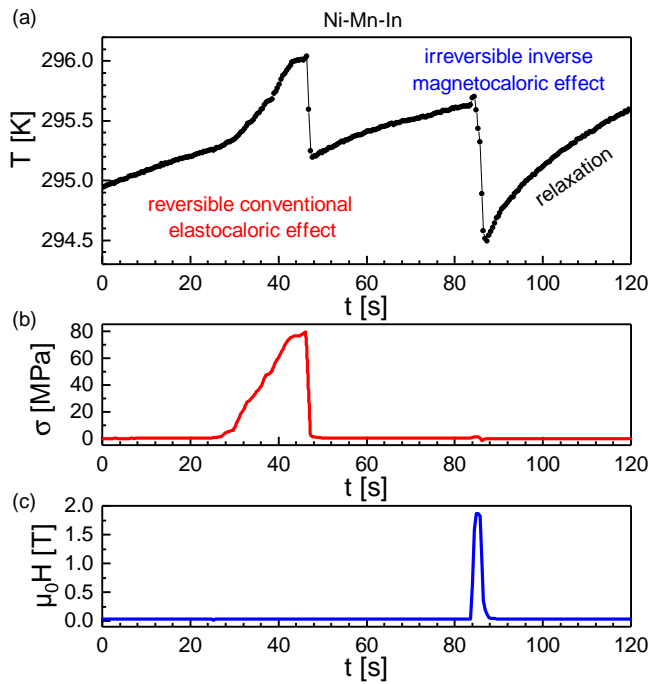 (a)
Ni-Mn-In
296.0
295.5
295.0
294.5
T [K]
irreversible inverse
magnetocaloric effect
reversible conventional
elastocaloric effect
relaxation
0 20 40 60 80 100 120
t [s]
(b)
80
60
40
20
0
σ [MPa]
0 20 40 60 80 100 120
t [s]
(c)
2.0
1.5
1.0
0.5
0.0
μ₀H [T]
0 20 40 60 80 100 120
t [s]